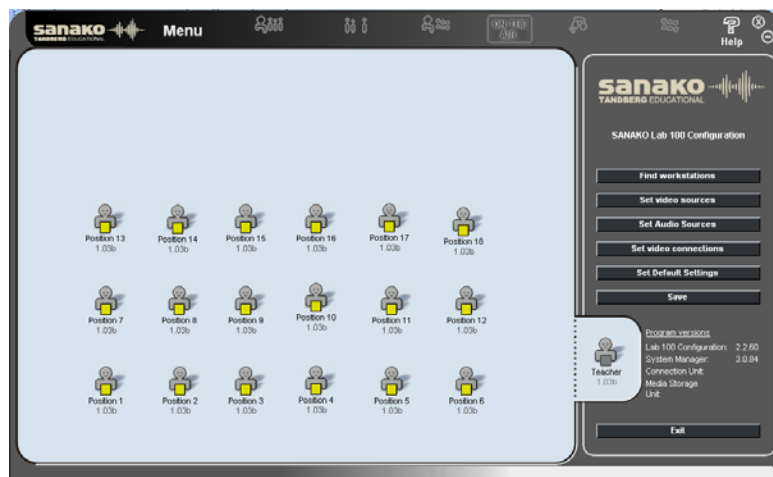 sanako
TANDBERG EDUCATIONAL
Menu
ON THE
AIR
Help
sanako
TANDBERG EDUCATIONAL
SANAKO Lab 100 Configuration
Find workstations
Set video sources
Set Audio Sources
Set video connections
Set Default Settings
Save
Program versions
Lab 100 Configuration: 2.2.60
System Manager: 3.0.04
Connection Unit:
Media Storage
Unit:
Exit
Position 13
1.03b
Position 14
1.03b
Position 15
1.03b
Position 16
1.03b
Position 17
1.03b
Position 18
1.03b
Position 7
1.03b
Position 8
1.03b
Position 9
1.03b
Position 10
1.03b
Position 11
1.03b
Position 12
1.03b
Position 1
1.03b
Position 2
1.03b
Position 3
1.03b
Position 4
1.03b
Position 5
1.03b
Position 6
1.03b
Teacher
1.03b